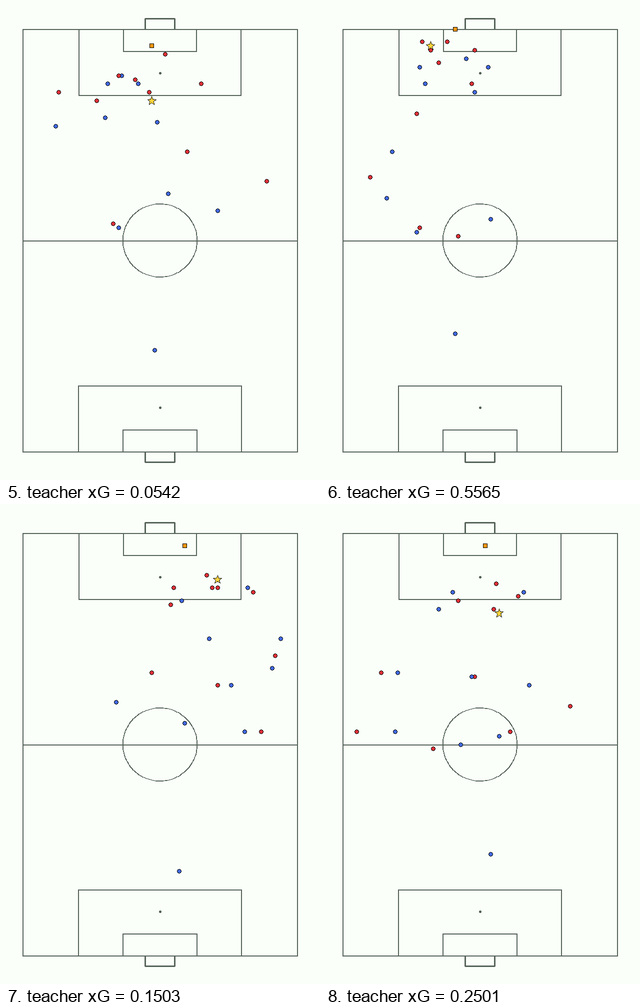 5. teacher xG = 0.0542
6. teacher xG = 0.5565
7. teacher xG = 0.1503
8. teacher xG = 0.2501